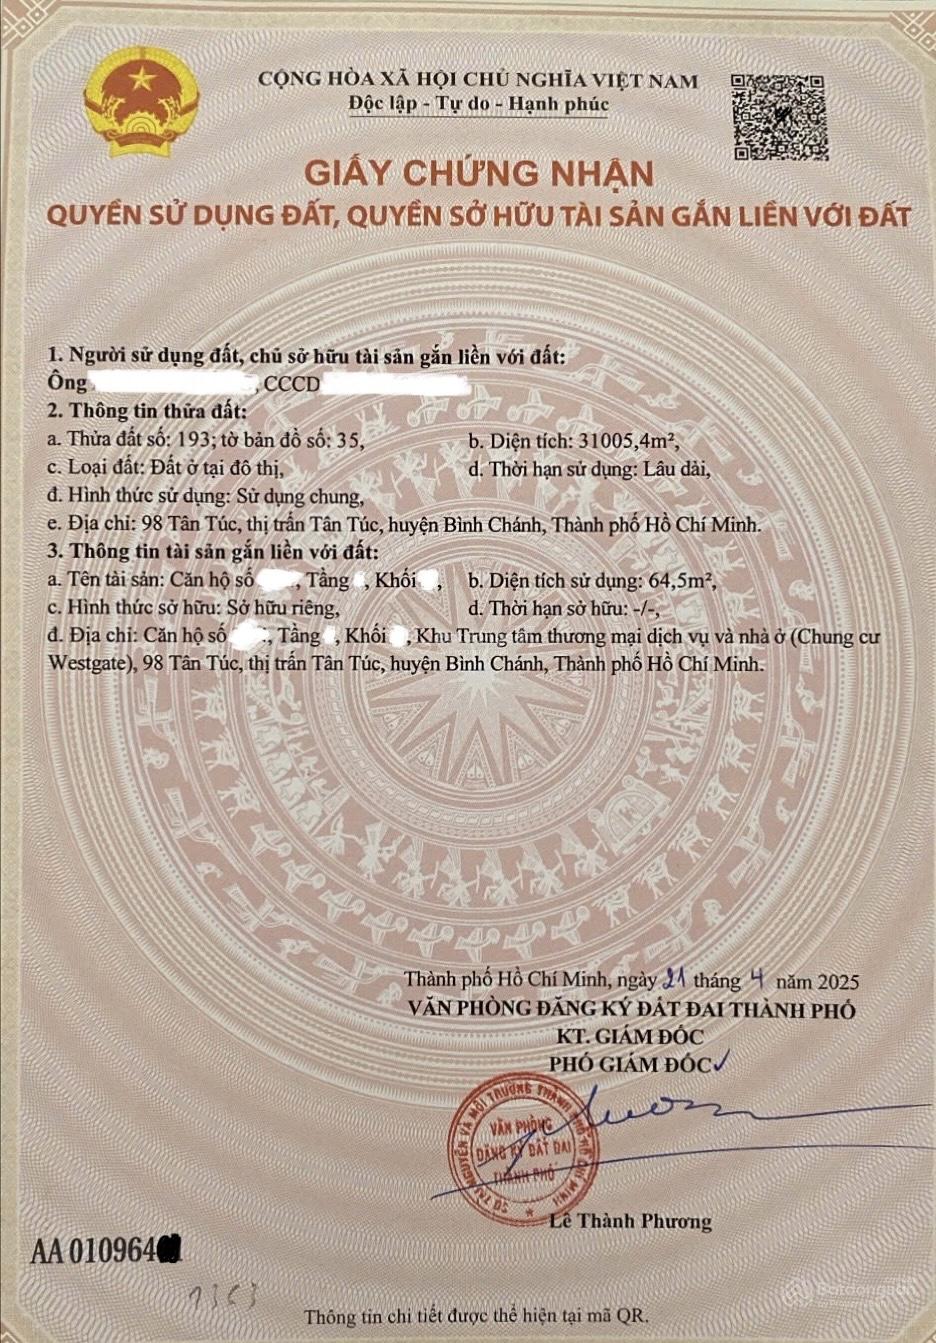 CỘNG HÒA XÃ HỘI CHỦ NGHĨA VIỆT NAM
Độc lập - Tự do - Hạnh phúc
GIẤY CHỨNG NHẬN
QUYỀN SỬ DỤNG ĐẤT, QUYỀN SỞ HỮU TÀI SẢN GẮN LIỀN VỚI ĐẤT
1. Người sử dụng đất, chủ sở hữu tài sản gắn liền với đất:
Ông , CCCD
2. Thông tin thửa đất:
a. Thửa đất số: 193; tờ bản đồ số: 35, b. Diện tích: 31005,4m²,
c. Loại đất: Đất ở tại đô thị, d. Thời hạn sử dụng: Lâu dài,
đ. Hình thức sử dụng: Sử dụng chung,
e. Địa chỉ: 98 Tân Túc, thị trấn Tân Túc, huyện Bình Chánh, Thành phố Hồ Chí Minh.
3. Thông tin tài sản gắn liền với đất:
a. Tên tài sản: Căn hộ số , Tầng , Khối , b. Diện tích sử dụng: 64,5m²,
c. Hình thức sở hữu: Sở hữu riêng, d. Thời hạn sở hữu: -/-,
đ. Địa chỉ: Căn hộ số , Tầng , Khối , Khu Trung tâm thương mại dịch vụ và nhà ở (Chung cư
Westgate), 98 Tân Túc, thị trấn Tân Túc, huyện Bình Chánh, Thành phố Hồ Chí Minh.
Thành phố Hồ Chí Minh, ngày 21 tháng 4 năm 2025
VĂN PHÒNG ĐĂNG KÝ ĐẤT ĐAI THÀNH PHỐ
KT. GIÁM ĐỐC
PHÓ GIÁM ĐỐC
VĂN PHÒNG
ĐĂNG KÝ ĐẤT ĐAI
THÀNH PHỐ
Lê Thành Phương
AA 010964
Thông tin chi tiết được thể hiện tại mã QR.